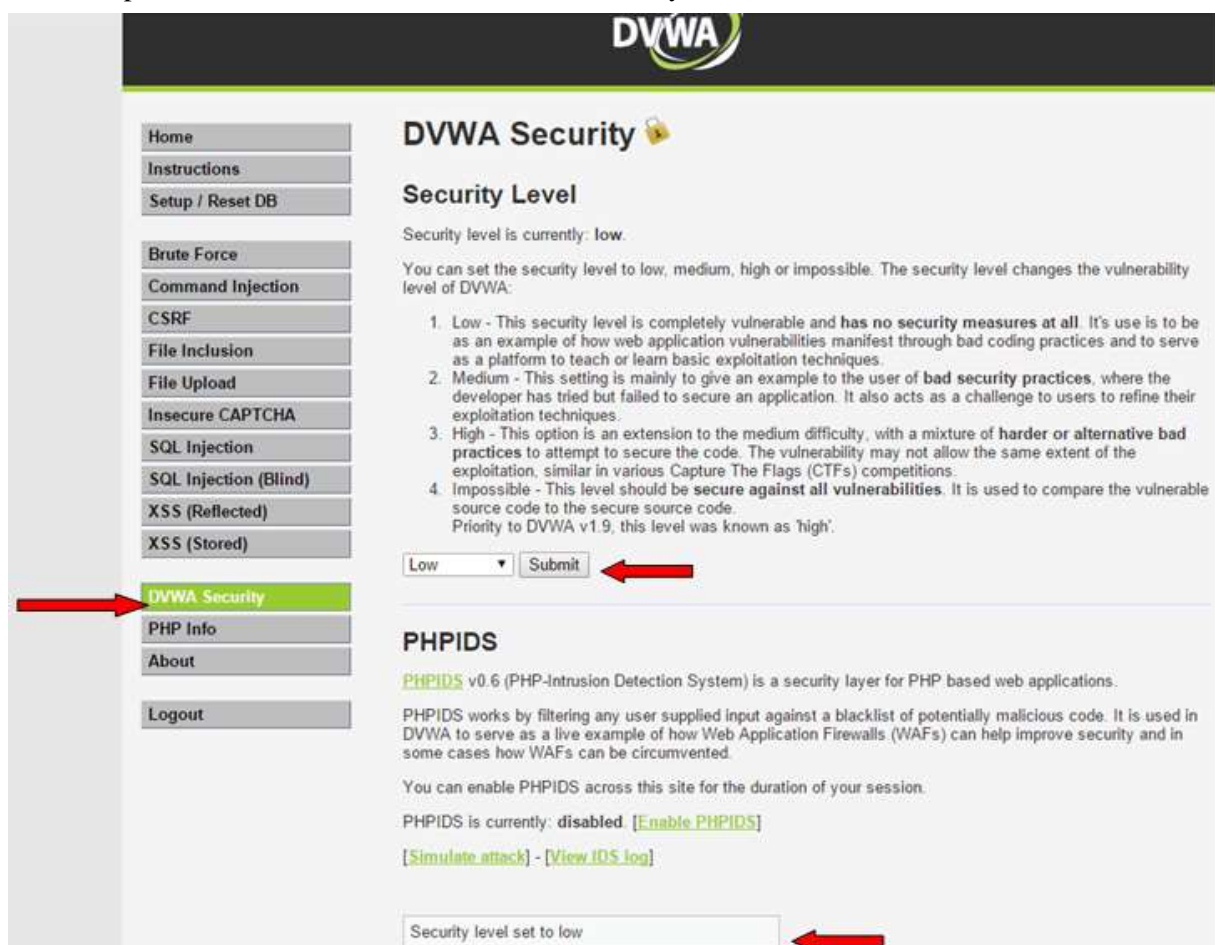 DVWA
Home
Instructions
Setup / Reset DB
Brute Force
Command Injection
CSRF
File Inclusion
File Upload
Insecure CAPTCHA
SQL Injection
SQL Injection (Blind)
XSS (Reflected)
XSS (Stored)
DVWA Security
PHP Info
About
Logout
DVWA Security
Security Level
Security level is currently: low.
You can set the security level to low, medium, high or impossible. The security level changes the vulnerability
level of DVWA:
1. Low - This security level is completely vulnerable and has no security measures at all. It's use is to be
as an example of how web application vulnerabilities manifest through bad coding practices and to serve
as a platform to teach or learn basic exploitation techniques.
2. Medium - This setting is mainly to give an example to the user of bad security practices, where the
developer has tried but failed to secure an application. It also acts as a challenge to users to refine their
exploitation techniques.
3. High - This option is an extension to the medium difficulty, with a mixture of harder or alternative bad
practices to attempt to secure the code. The vulnerability may not allow the same extent of the
exploitation, similar in various Capture The Flags (CTFs) competitions.
4. Impossible - This level should be secure against all vulnerabilities. It is used to compare the vulnerable
source code to the secure source code.
Priority to DVWA v1.9, this level was known as 'high'.
Low Submit
PHPIDS
PHPIDS v0.6 (PHP-Intrusion Detection System) is a security layer for PHP based web applications.
PHPIDS works by filtering any user supplied input against a blacklist of potentially malicious code. It is used in
DVWA to serve as a live example of how Web Application Firewalls (WAFs) can help improve security and in
some cases how WAFs can be circumvented.
You can enable PHPIDS across this site for the duration of your session.
PHPIDS is currently: disabled. [Enable PHPIDS]
[Simulate attack] - [View IDS log]
Security level set to low